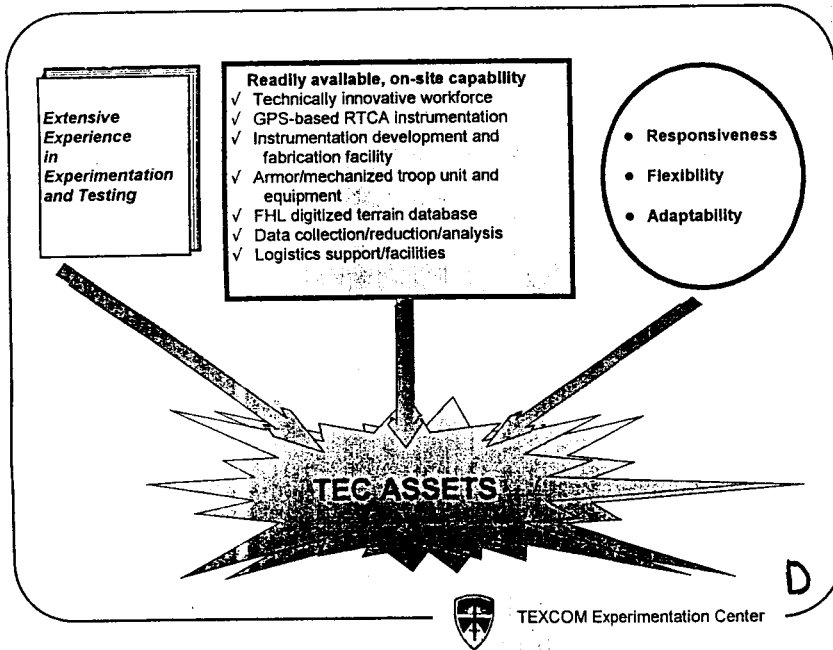 Extensive
Experience
in
Experimentation
and Testing
Readily available, on-site capability
√ Technically innovative workforce
√ GPS-based RTCA instrumentation
√ Instrumentation development and
fabrication facility
√ Armor/mechanized troop unit and
equipment
√ FHL digitized terrain database
√ Data collection/reduction/analysis
√ Logistics support/facilities
• Responsiveness
• Flexibility
• Adaptability
TEC ASSETS
D
TEXCOM Experimentation Center